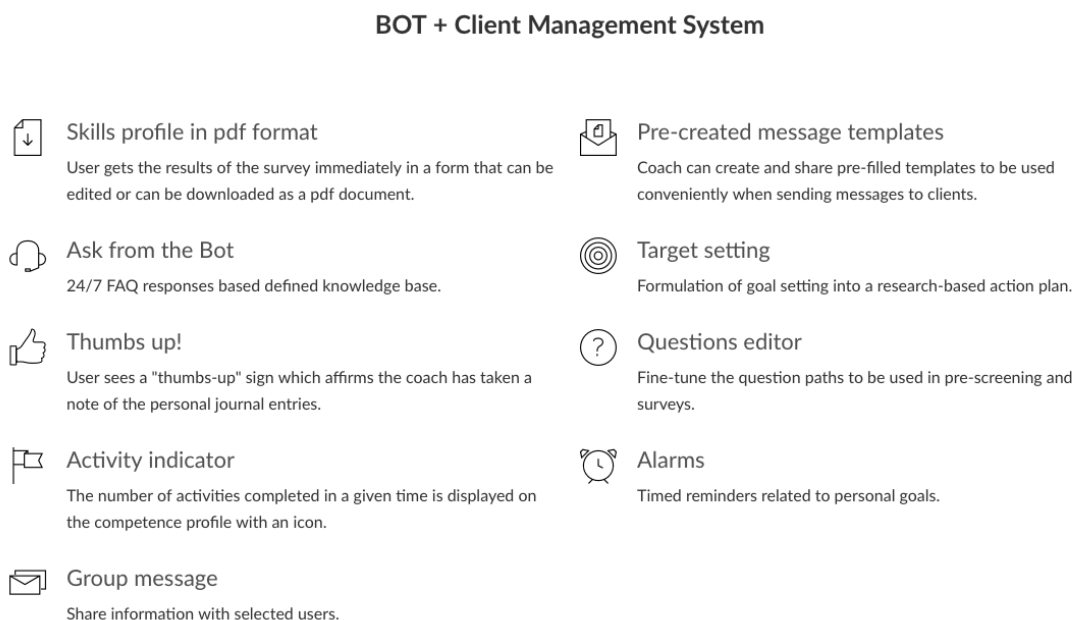 BOT + Client Management System
Skills profile in pdf format
User gets the results of the survey immediately in a form that can be
edited or can be downloaded as a pdf document.
Ask from the Bot
24/7 FAQ responses based defined knowledge base.
Thumbs up!
User sees a "thumbs-up" sign which affirms the coach has taken a
note of the personal journal entries.
Activity indicator
The number of activities completed in a given time is displayed on
the competence profile with an icon.
Group message
Share information with selected users.
Pre-created message templates
Coach can create and share pre-filled templates to be used
conveniently when sending messages to clients.
Target setting
Formulation of goal setting into a research-based action plan.
Questions editor
Fine-tune the question paths to be used in pre-screening and
surveys.
Alarms
Timed reminders related to personal goals.